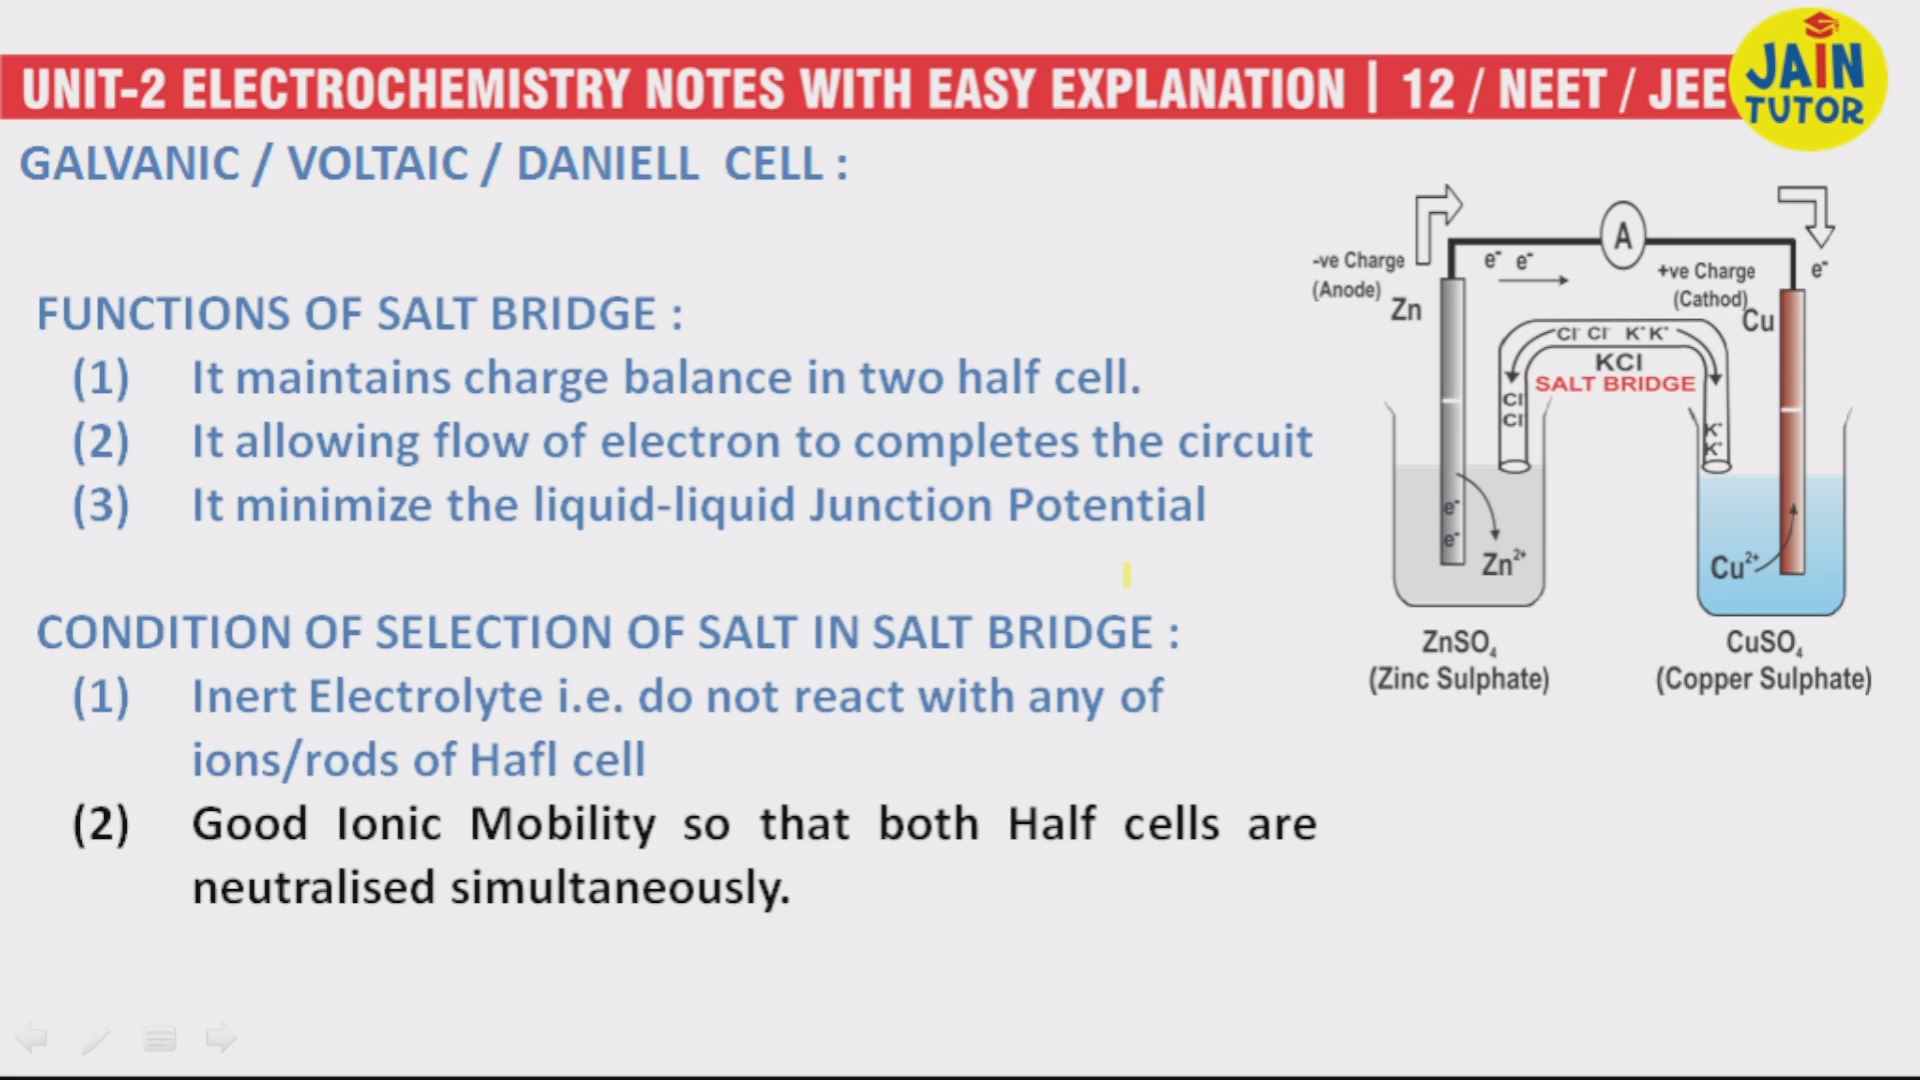 UNIT-2 ELECTROCHEMISTRY NOTES WITH EASY EXPLANATION | 12 / NEET / JEE
JAIN
TUTOR
GALVANIC / VOLTAIC / DANIELL CELL :
FUNCTIONS OF SALT BRIDGE :
(1) It maintains charge balance in two half cell.
(2) It allowing flow of electron to completes the circuit
(3) It minimize the liquid-liquid Junction Potential
CONDITION OF SELECTION OF SALT IN SALT BRIDGE :
(1) Inert Electrolyte i.e. do not react with any of
ions/rods of Hafl cell
(2) Good Ionic Mobility so that both Half cells are
neutralised simultaneously.
A
-ve Charge
(Anode)
Zn
e⁻ e⁻
+ve Charge
(Cathod)
Cu
e⁻
Cl⁻ Cl⁻ K⁺ K⁺
KCl
SALT BRIDGE
Cl
Cl
K⁺
K⁺
e⁻
e⁻
Zn²⁺
Cu²⁺
ZnSO₄
(Zinc Sulphate)
CuSO₄
(Copper Sulphate)